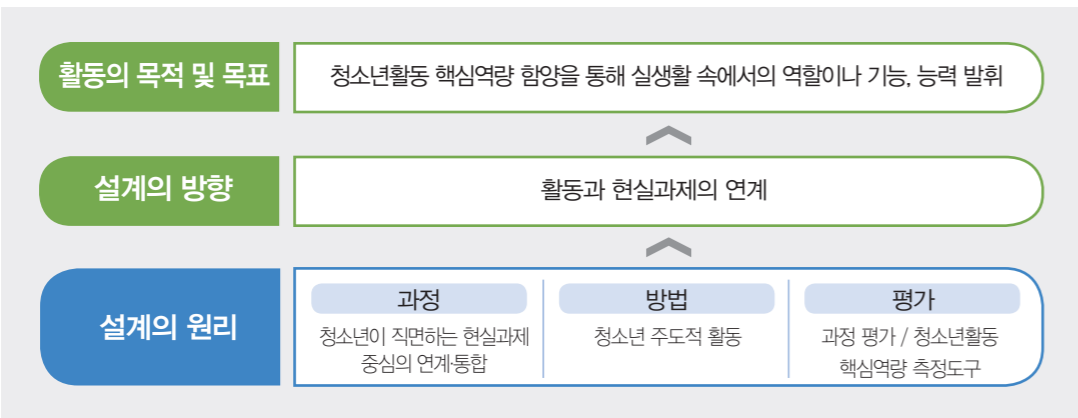 활동의 목적 및 목표
청소년활동 핵심역량 함양을 통해 실생활 속에서의 역할이나 기능, 능력 발휘
설계의 방향
활동과 현실과제의 연계
설계의 원리
과정
청소년이 직면하는 현실과제
중심의 연계·통합
방법
청소년 주도적 활동
평가
과정 평가 / 청소년활동
핵심역량 측정도구